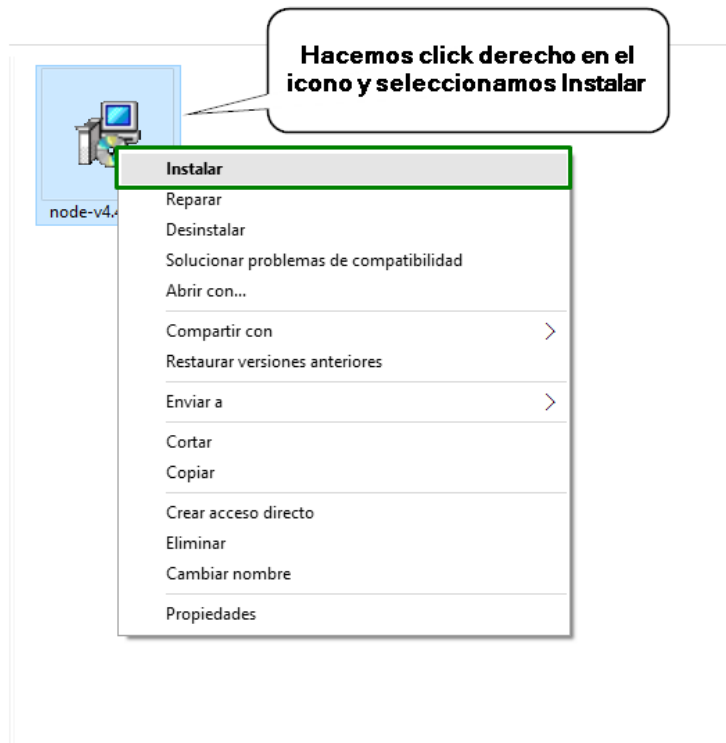 Hacemos click derecho en el
icono y seleccionamos Instalar
node-v4.4
Instalar
Reparar
Desinstalar
Solucionar problemas de compatibilidad
Abrir con...
Compartir con
Restaurar versiones anteriores
Enviar a
Cortar
Copiar
Crear acceso directo
Eliminar
Cambiar nombre
Propiedades